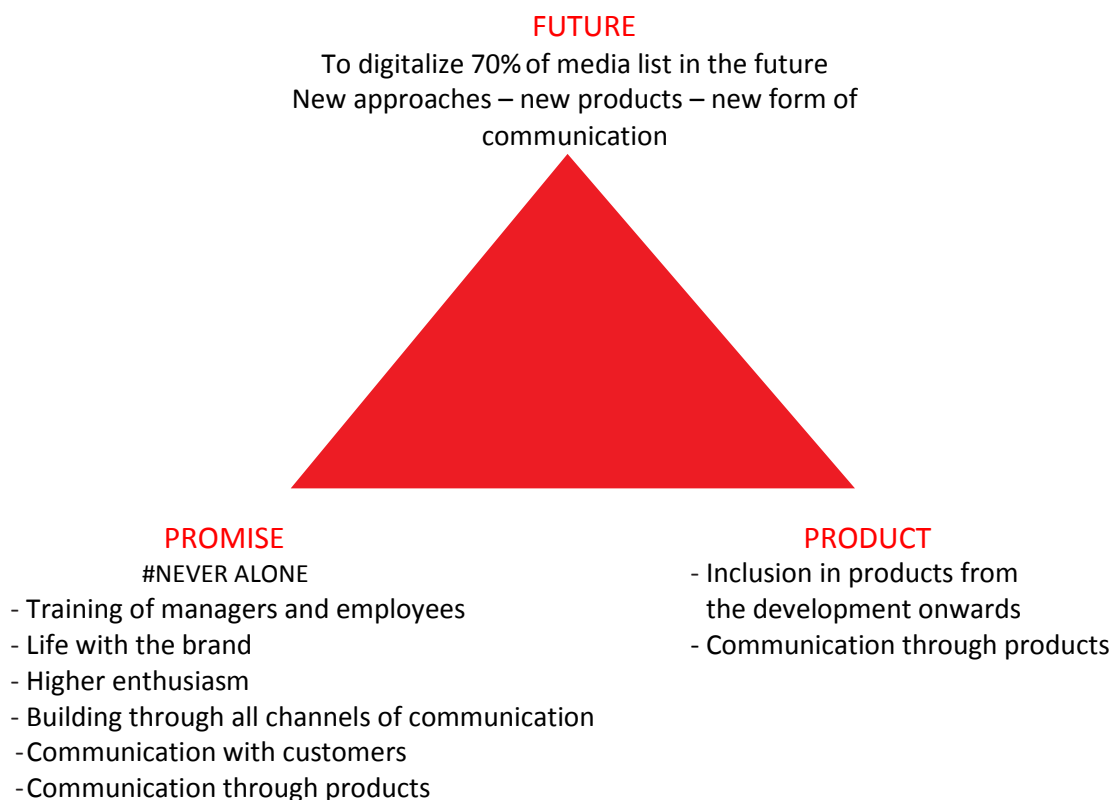 FUTURE
To digitalize 70% of media list in the future
New approaches – new products – new form of
communication
PROMISE
#NEVER ALONE
- Training of managers and employees
- Life with the brand
- Higher enthusiasm
- Building through all channels of communication
-Communication with customers
-Communication through products
PRODUCT
- Inclusion in products from
the development onwards
- Communication through products